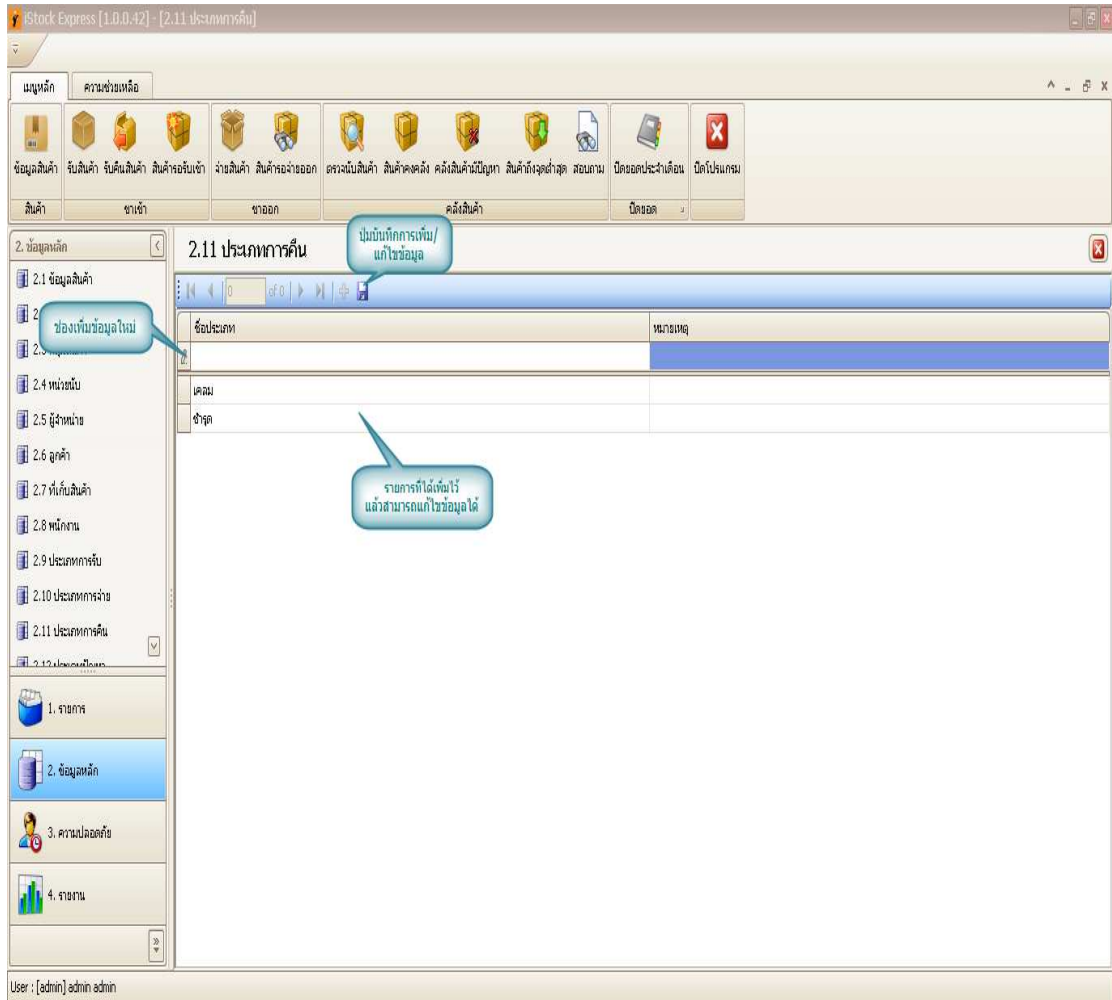 iStock Express [1.0.0.42] - [2.11 ประเภทการคืน]
เมนูหลัก ความช่วยเหลือ
ข้อมูลสินค้า รับสินค้า รับคืนสินค้า สินค้ารอรับเข้า จ่ายสินค้า สินค้ารอจ่ายออก ตรวจนับสินค้า สินค้าคงคลัง คลังสินค้ามีปัญหา สินค้าถึงจุดต่ำสุด สอบถาม ปิดยอดประจำเดือน ปิดโปรแกรม
สินค้า ขาเข้า ขาออก คลังสินค้า ปิดยอด
2. ข้อมูลหลัก
2.1 ข้อมูลสินค้า
2.4 หน่วยนับ
2.5 ผู้จำหน่าย
2.6 ลูกค้า
2.7 ที่เก็บสินค้า
2.8 พนักงาน
2.9 ประเภทการรับ
2.10 ประเภทการจ่าย
2.11 ประเภทการคืน
2.12 ประเภทปัญหา
1. รายการ
2. ข้อมูลหลัก
3. ความปลอดภัย
4. รายงาน
2.11 ประเภทการคืน
ปุ่มบันทึกการเพิ่ม/
แก้ไขข้อมูล
0 of 0
ช่องเพิ่มข้อมูลใหม่
ชื่อประเภท หมายเหตุ
เคลม
ชำรุด
รายการที่ได้เพิ่มไว้
แล้วสามารถแก้ไขข้อมูลได้
User : [admin] admin admin